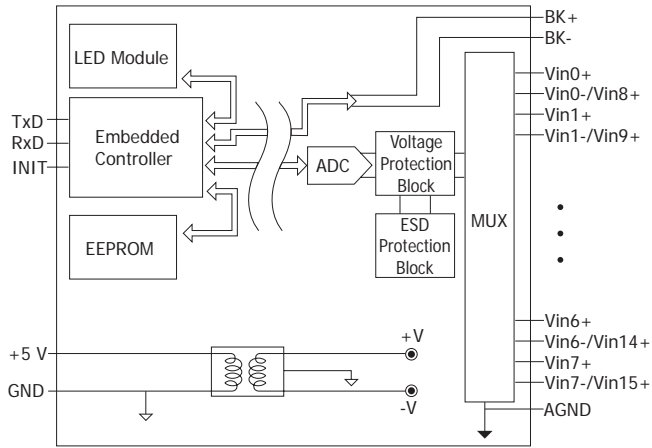 BK+
BK-
LED Module
Vin0+
Vin0-/Vin8+
Vin1+
Vin1-/Vin9+
TxD
RxD
INIT
Embedded
Controller
ADC
Voltage
Protection
Block
MUX
ESD
Protection
Block
EEPROM
Vin6+
Vin6-/Vin14+
Vin7+
Vin7-/Vin15+
AGND
+5 V
GND
+V
-V